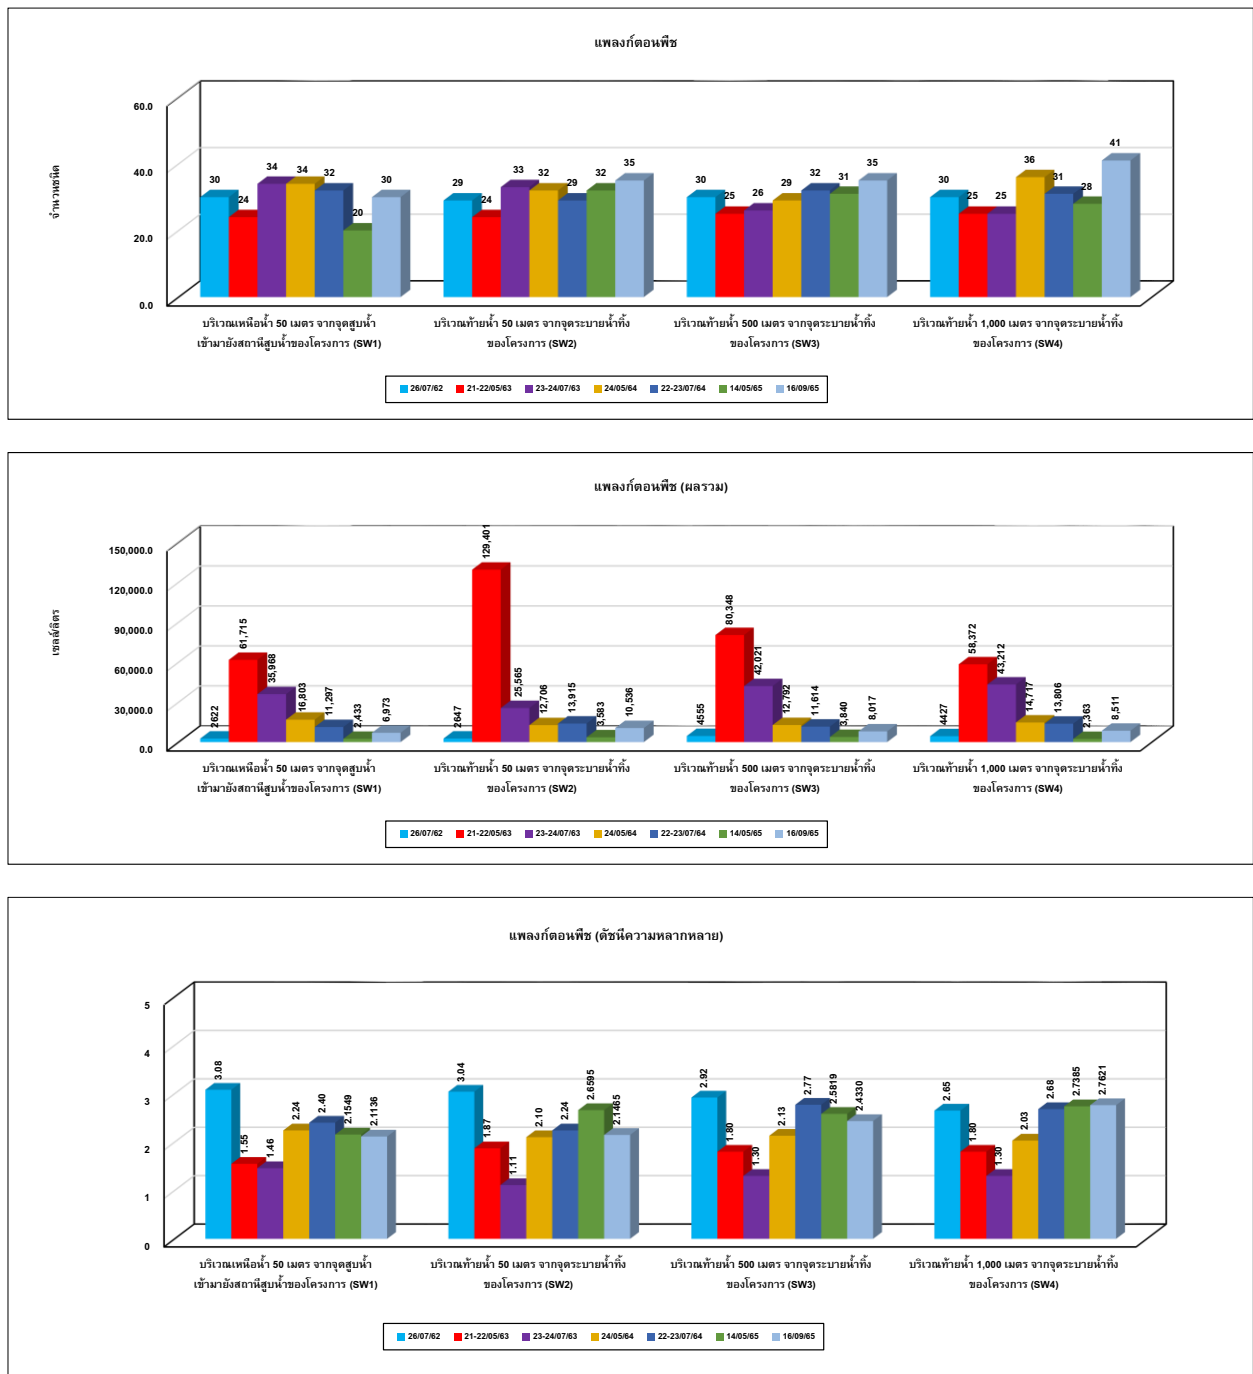 แพลงก์ตอนพืช
จำนวนชนิด
60.0
40.0
20.0
0.0
30 24 34 34 32 20 30
29 24 33 32 29 32 35
30 25 26 29 32 31 35
30 25 25 36 31 28 41
บริเวณเหนือน้ำ 50 เมตร จากจุดสูบน้ำ
เข้ามายังสถานีสูบน้ำของโครงการ (SW1)
บริเวณท้ายน้ำ 50 เมตร จากจุดระบายน้ำทิ้ง
ของโครงการ (SW2)
บริเวณท้ายน้ำ 500 เมตร จากจุดระบายน้ำทิ้ง
ของโครงการ (SW3)
บริเวณท้ายน้ำ 1,000 เมตร จากจุดระบายน้ำทิ้ง
ของโครงการ (SW4)
26/07/62 21-22/05/63 23-24/07/63 24/05/64 22-23/07/64 14/05/65 16/09/65
แพลงก์ตอนพืช (ผลรวม)
เซลล์/ลิตร
150,000.0
120,000.0
90,000.0
60,000.0
30,000.0
0.0
2622 61,715 35,968 16,803 11,297 2,433 6,973
2647 129,401 25,565 12,706 13,915 3,583 10,536
4555 80,348 42,021 12,792 11,614 3,840 8,017
4427 58,372 43,212 14,717 13,806 2,363 8,511
บริเวณเหนือน้ำ 50 เมตร จากจุดสูบน้ำ
เข้ามายังสถานีสูบน้ำของโครงการ (SW1)
บริเวณท้ายน้ำ 50 เมตร จากจุดระบายน้ำทิ้ง
ของโครงการ (SW2)
บริเวณท้ายน้ำ 500 เมตร จากจุดระบายน้ำทิ้ง
ของโครงการ (SW3)
บริเวณท้ายน้ำ 1,000 เมตร จากจุดระบายน้ำทิ้ง
ของโครงการ (SW4)
26/07/62 21-22/05/63 23-24/07/63 24/05/64 22-23/07/64 14/05/65 16/09/65
แพลงก์ตอนพืช (ดัชนีความหลากหลาย)
5
4
3
2
1
0
3.08 1.55 1.46 2.24 2.40 2.1549 2.1136
3.04 1.87 1.11 2.10 2.24 2.6595 2.1465
2.92 1.80 1.30 2.13 2.77 2.5819 2.4330
2.65 1.80 1.30 2.03 2.68 2.7385 2.7621
บริเวณเหนือน้ำ 50 เมตร จากจุดสูบน้ำ
เข้ามายังสถานีสูบน้ำของโครงการ (SW1)
บริเวณท้ายน้ำ 50 เมตร จากจุดระบายน้ำทิ้ง
ของโครงการ (SW2)
บริเวณท้ายน้ำ 500 เมตร จากจุดระบายน้ำทิ้ง
ของโครงการ (SW3)
บริเวณท้ายน้ำ 1,000 เมตร จากจุดระบายน้ำทิ้ง
ของโครงการ (SW4)
26/07/62 21-22/05/63 23-24/07/63 24/05/64 22-23/07/64 14/05/65 16/09/65